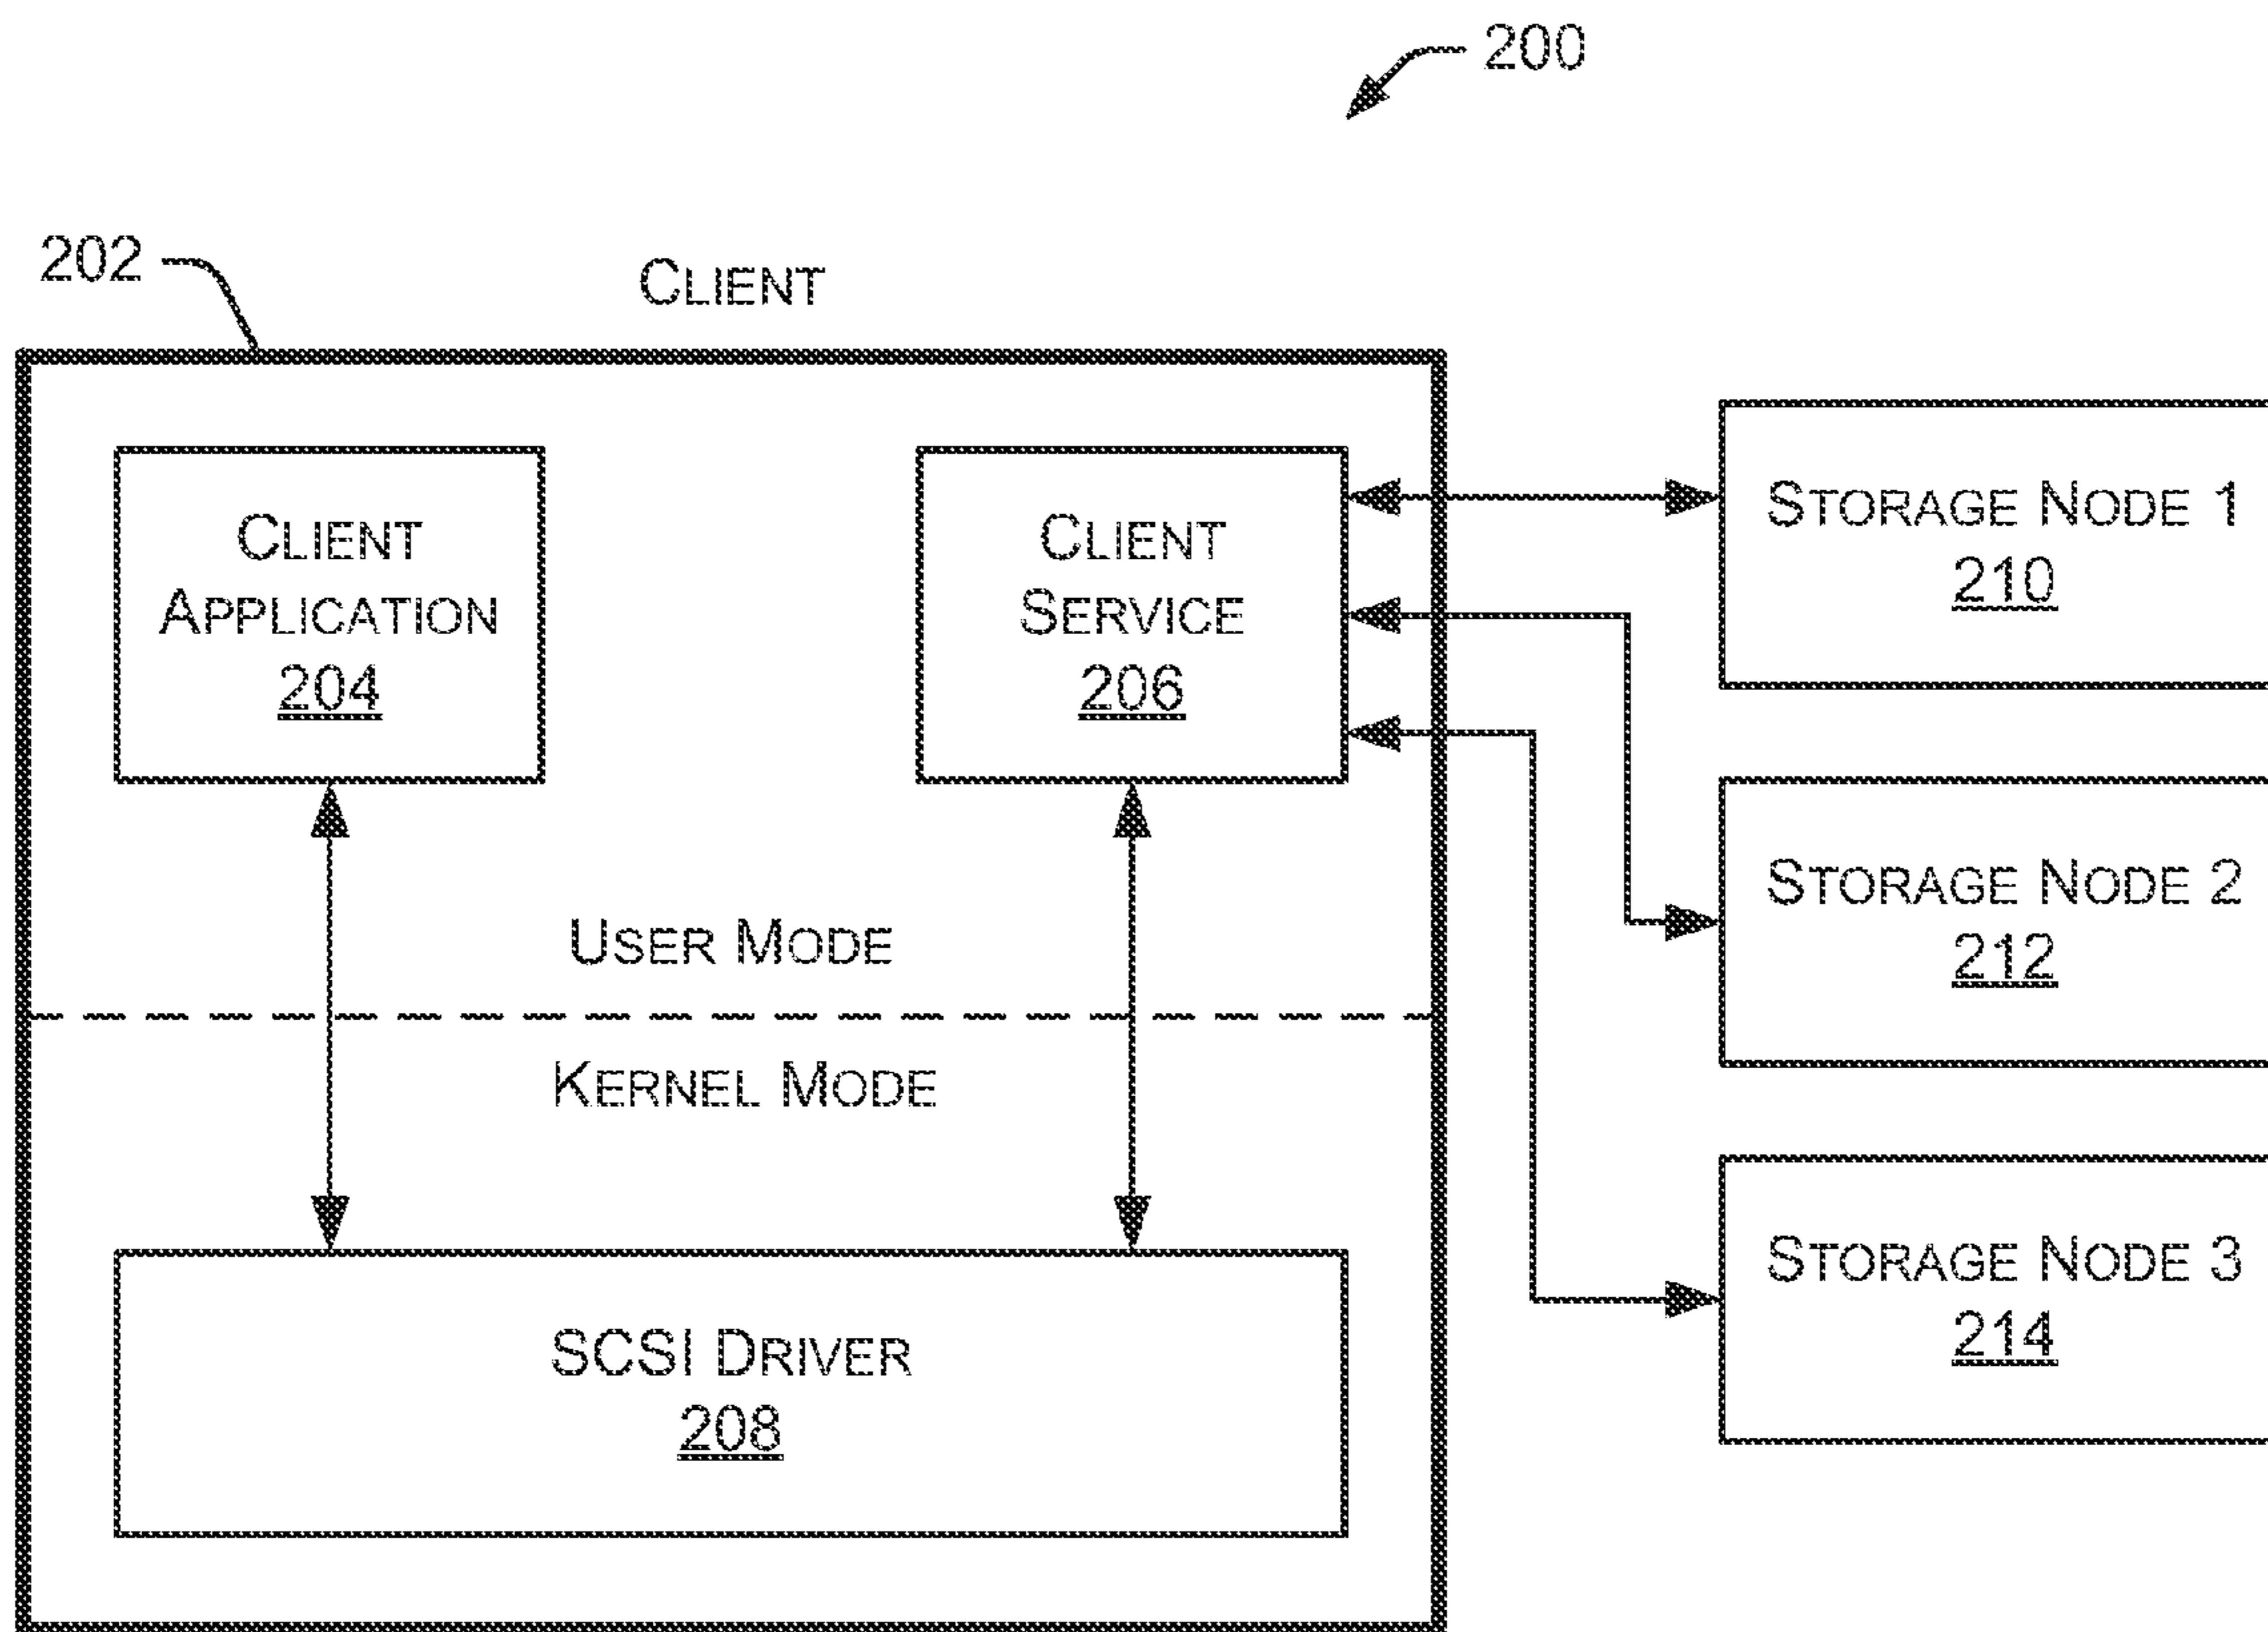 200
202
CLIENT
CLIENT
APPLICATION
204
CLIENT
SERVICE
206
STORAGE NODE 1
210
STORAGE NODE 2
212
USER MODE
KERNEL MODE
STORAGE NODE 3
214
SCSI DRIVER
208